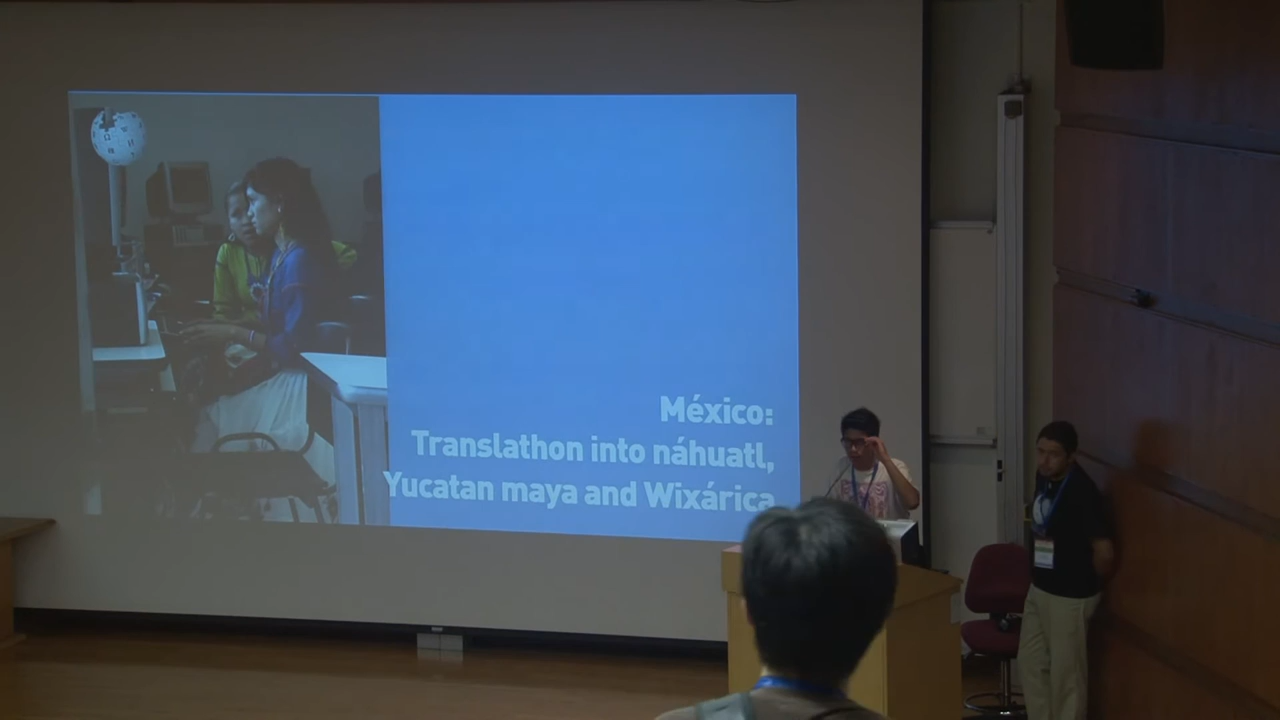 México:
Translathon into náhuatl,
Yucatan maya and Wixárica